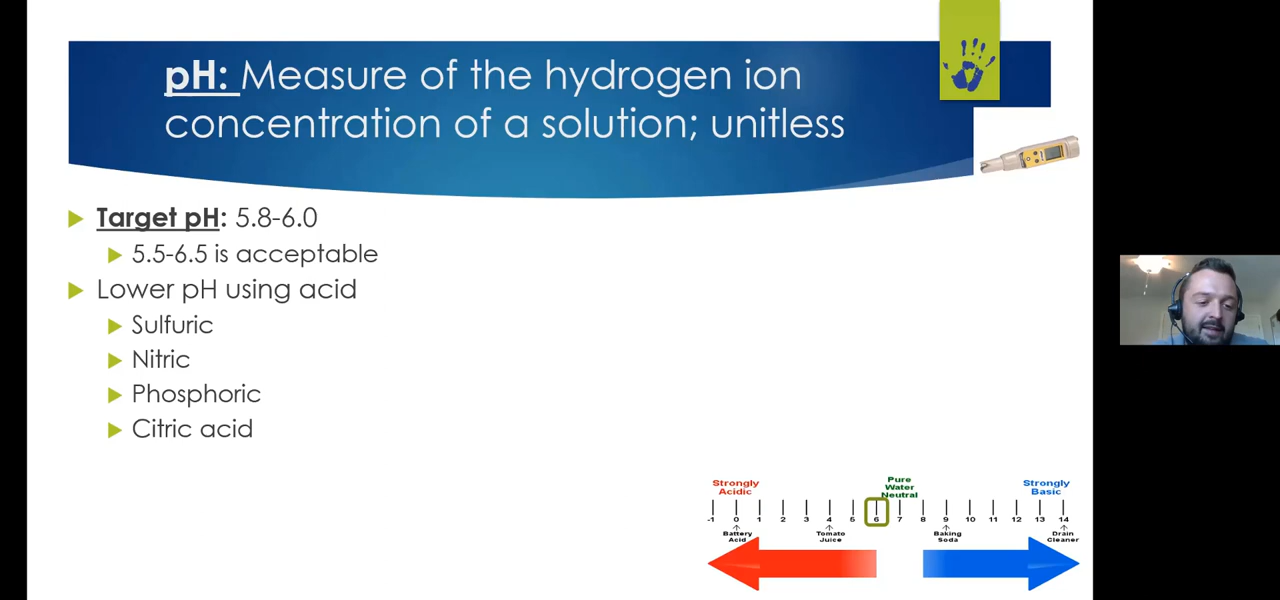 pH: Measure of the hydrogen ion
concentration of a solution; unitless
Target pH: 5.8-6.0
5.5-6.5 is acceptable
Lower pH using acid
Sulfuric
Nitric
Phosphoric
Citric acid
Strongly
Acidic
Pure
Water
Neutral
Strongly
Basic
-1 0 1 2 3 4 5 6 7 8 9 10 11 12 13 14
Battery
Acid
Tomato
Juice
Baking
Soda
Drain
Cleaner